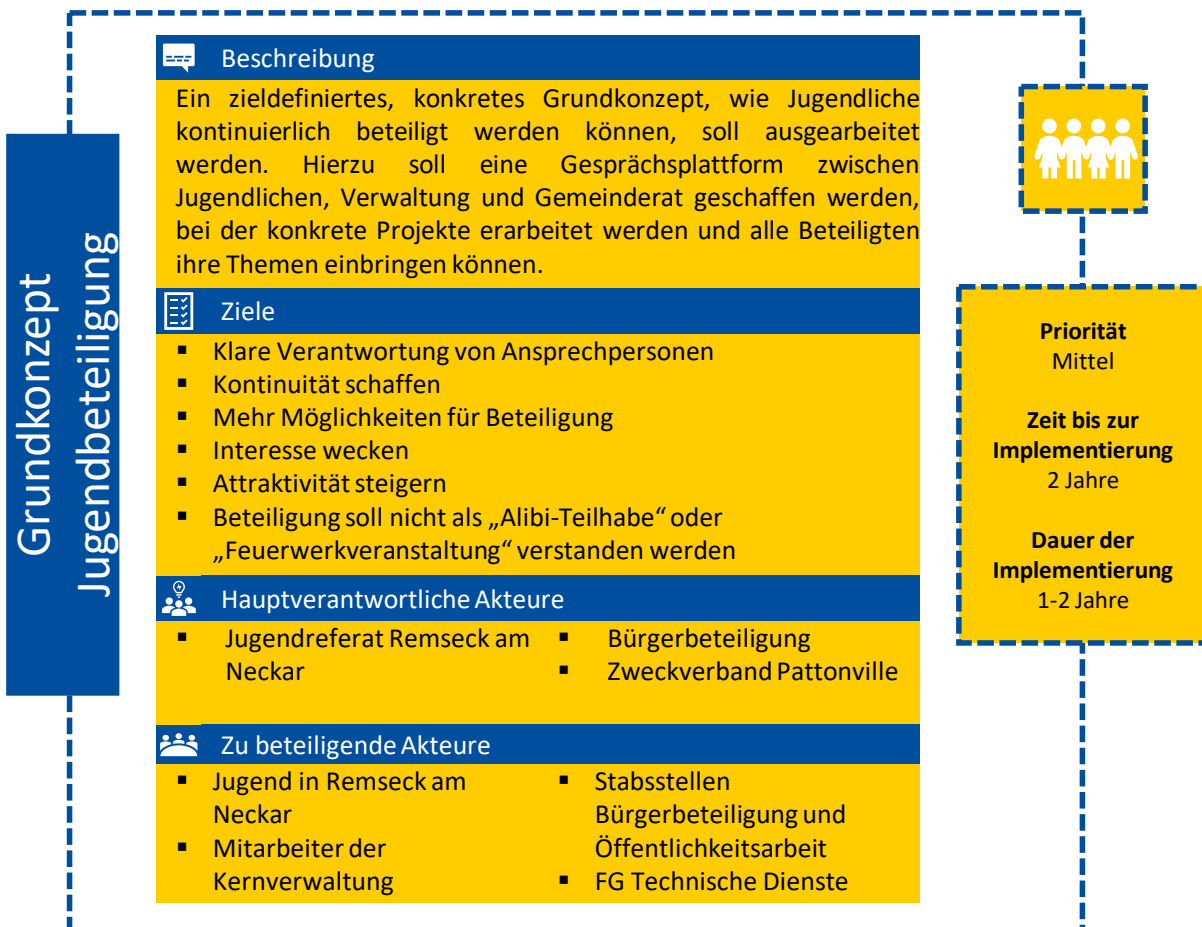 Grundkonzept
Jugendbeteiligung
Beschreibung
Ein zieldefiniertes, konkretes Grundkonzept, wie Jugendliche
kontinuierlich beteiligt werden können, soll ausgearbeitet
werden. Hierzu soll eine Gesprächsplattform zwischen
Jugendlichen, Verwaltung und Gemeinderat geschaffen werden,
bei der konkrete Projekte erarbeitet werden und alle Beteiligten
ihre Themen einbringen können.
Ziele
▪ Klare Verantwortung von Ansprechpersonen
▪ Kontinuität schaffen
▪ Mehr Möglichkeiten für Beteiligung
▪ Interesse wecken
▪ Attraktivität steigern
▪ Beteiligung soll nicht als „Alibi-Teilhabe“ oder
„Feuerwerkveranstaltung“ verstanden werden
Hauptverantwortliche Akteure
▪ Jugendreferat Remseck am
Neckar
▪ Bürgerbeteiligung
▪ Zweckverband Pattonville
Zu beteiligende Akteure
▪ Jugend in Remseck am
Neckar
▪ Mitarbeiter der
Kernverwaltung
▪ Stabsstellen
Bürgerbeteiligung und
Öffentlichkeitsarbeit
▪ FG Technische Dienste
Priorität
Mittel
Zeit bis zur
Implementierung
2 Jahre
Dauer der
Implementierung
1-2 Jahre